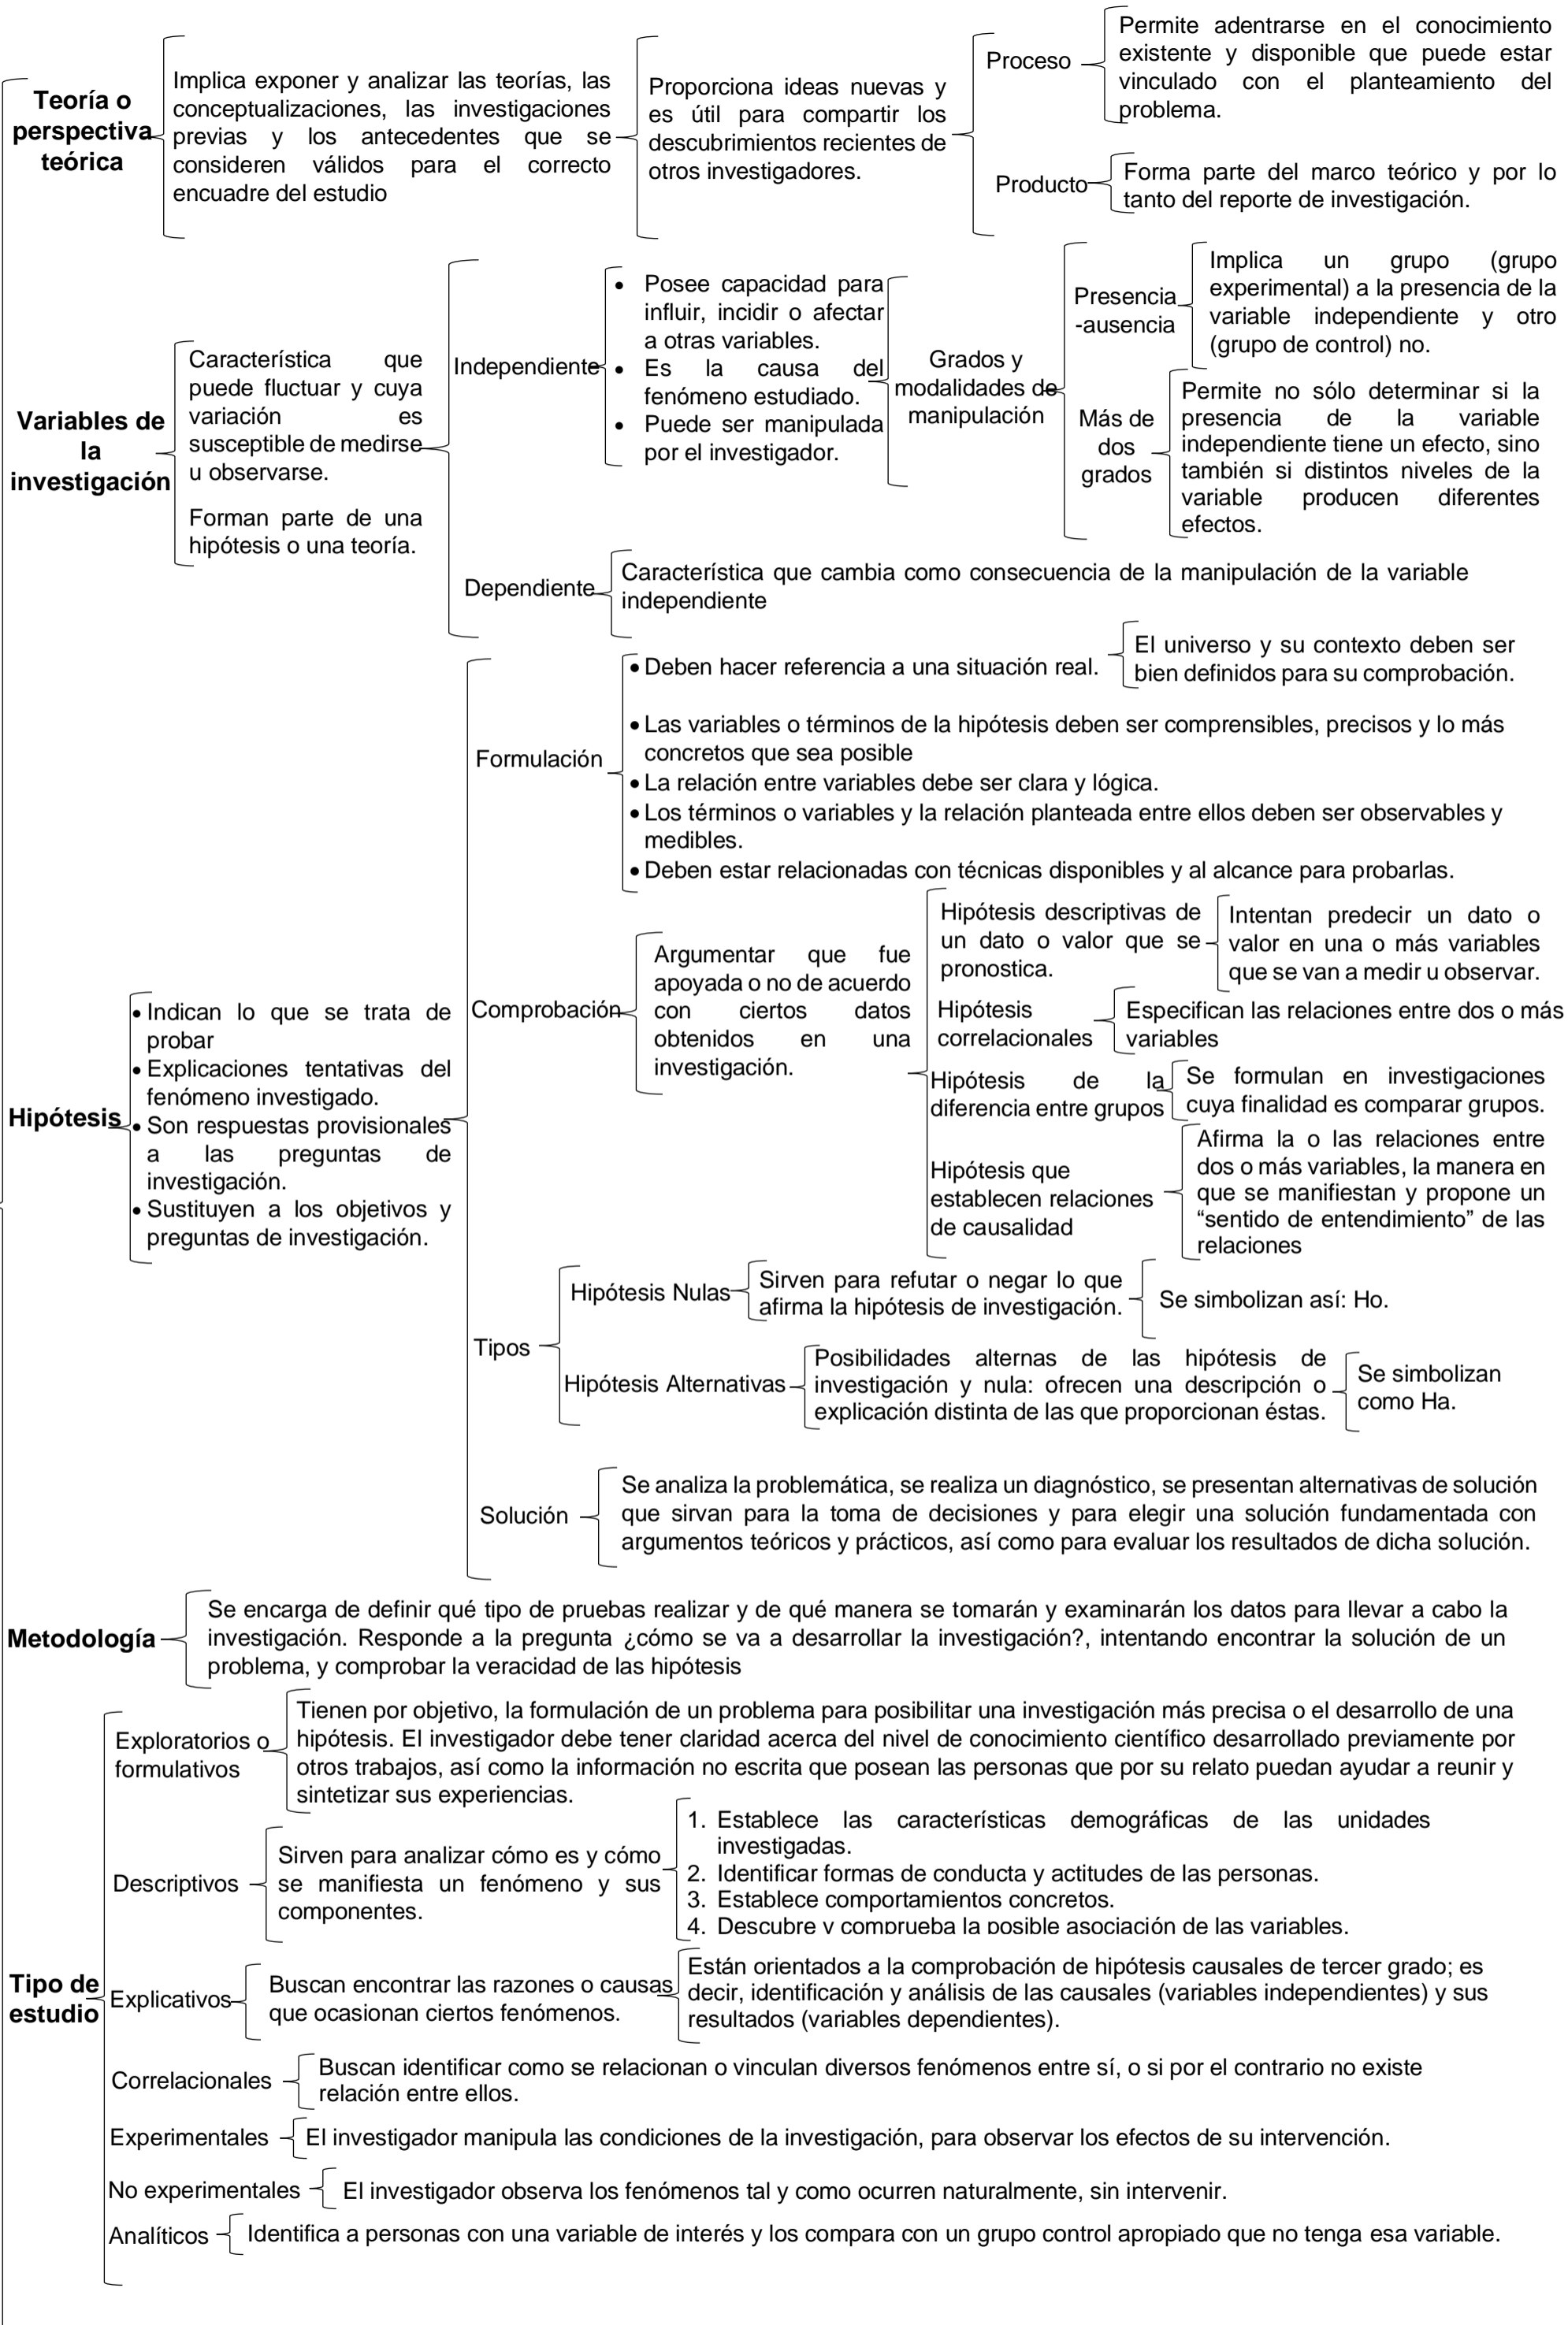 Teoría o
perspectiva
teórica
Implica exponer y analizar las teorías, las
conceptualizaciones, las investigaciones
previas y los antecedentes que se
consideren válidos para el correcto
encuadre del estudio
Proporciona ideas nuevas y
es útil para compartir los
descubrimientos recientes de
otros investigadores.
Proceso
Permite adentrarse en el conocimiento
existente y disponible que puede estar
vinculado con el planteamiento del
problema.
Producto
Forma parte del marco teórico y por lo
tanto del reporte de investigación.
Variables de
la
investigación
Característica que
puede fluctuar y cuya
variación es
susceptible de medirse
u observarse.
Forman parte de una
hipótesis o una teoría.
Independiente
• Posee capacidad para
influir, incidir o afectar
a otras variables.
• Es la causa del
fenómeno estudiado.
• Puede ser manipulada
por el investigador.
Grados y
modalidades de
manipulación
Presencia
-ausencia
Implica un grupo (grupo
experimental) a la presencia de la
variable independiente y otro
(grupo de control) no.
Más de
dos
grados
Permite no sólo determinar si la
presencia de la variable
independiente tiene un efecto, sino
también si distintos niveles de la
variable producen diferentes
efectos.
Dependiente
Característica que cambia como consecuencia de la manipulación de la variable
independiente
Hipótesis
• Indican lo que se trata de
probar
• Explicaciones tentativas del
fenómeno investigado.
• Son respuestas provisionales
a las preguntas de
investigación.
• Sustituyen a los objetivos y
preguntas de investigación.
Formulación
• Deben hacer referencia a una situación real.
El universo y su contexto deben ser
bien definidos para su comprobación.
• Las variables o términos de la hipótesis deben ser comprensibles, precisos y lo más
concretos que sea posible
• La relación entre variables debe ser clara y lógica.
• Los términos o variables y la relación planteada entre ellos deben ser observables y
medibles.
• Deben estar relacionadas con técnicas disponibles y al alcance para probarlas.
Comprobación
Argumentar que fue
apoyada o no de acuerdo
con ciertos datos
obtenidos en una
investigación.
Hipótesis descriptivas de
un dato o valor que se
pronostica.
Intentan predecir un dato o
valor en una o más variables
que se van a medir u observar.
Hipótesis
correlacionales
Especifican las relaciones entre dos o más
variables
Hipótesis de la
diferencia entre grupos
Se formulan en investigaciones
cuya finalidad es comparar grupos.
Hipótesis que
establecen relaciones
de causalidad
Afirma la o las relaciones entre
dos o más variables, la manera en
que se manifiestan y propone un
“sentido de entendimiento” de las
relaciones
Tipos
Hipótesis Nulas
Sirven para refutar o negar lo que
afirma la hipótesis de investigación.
Se simbolizan así: Ho.
Hipótesis Alternativas
Posibilidades alternas de las hipótesis de
investigación y nula: ofrecen una descripción o
explicación distinta de las que proporcionan éstas.
Se simbolizan
como Ha.
Solución
Se analiza la problemática, se realiza un diagnóstico, se presentan alternativas de solución
que sirvan para la toma de decisiones y para elegir una solución fundamentada con
argumentos teóricos y prácticos, así como para evaluar los resultados de dicha solución.
Metodología
Se encarga de definir qué tipo de pruebas realizar y de qué manera se tomarán y examinarán los datos para llevar a cabo la
investigación. Responde a la pregunta ¿cómo se va a desarrollar la investigación?, intentando encontrar la solución de un
problema, y comprobar la veracidad de las hipótesis
Tipo de
estudio
Exploratorios o
formulativos
Tienen por objetivo, la formulación de un problema para posibilitar una investigación más precisa o el desarrollo de una
hipótesis. El investigador debe tener claridad acerca del nivel de conocimiento científico desarrollado previamente por
otros trabajos, así como la información no escrita que posean las personas que por su relato puedan ayudar a reunir y
sintetizar sus experiencias.
Descriptivos
Sirven para analizar cómo es y cómo
se manifiesta un fenómeno y sus
componentes.
1. Establece las características demográficas de las unidades
investigadas.
2. Identificar formas de conducta y actitudes de las personas.
3. Establece comportamientos concretos.
4. Descubre y comprueba la posible asociación de las variables.
Explicativos
Buscan encontrar las razones o causas
que ocasionan ciertos fenómenos.
Están orientados a la comprobación de hipótesis causales de tercer grado; es
decir, identificación y análisis de las causales (variables independientes) y sus
resultados (variables dependientes).
Correlacionales
Buscan identificar como se relacionan o vinculan diversos fenómenos entre sí, o si por el contrario no existe
relación entre ellos.
Experimentales
El investigador manipula las condiciones de la investigación, para observar los efectos de su intervención.
No experimentales
El investigador observa los fenómenos tal y como ocurren naturalmente, sin intervenir.
Analíticos
Identifica a personas con una variable de interés y los compara con un grupo control apropiado que no tenga esa variable.